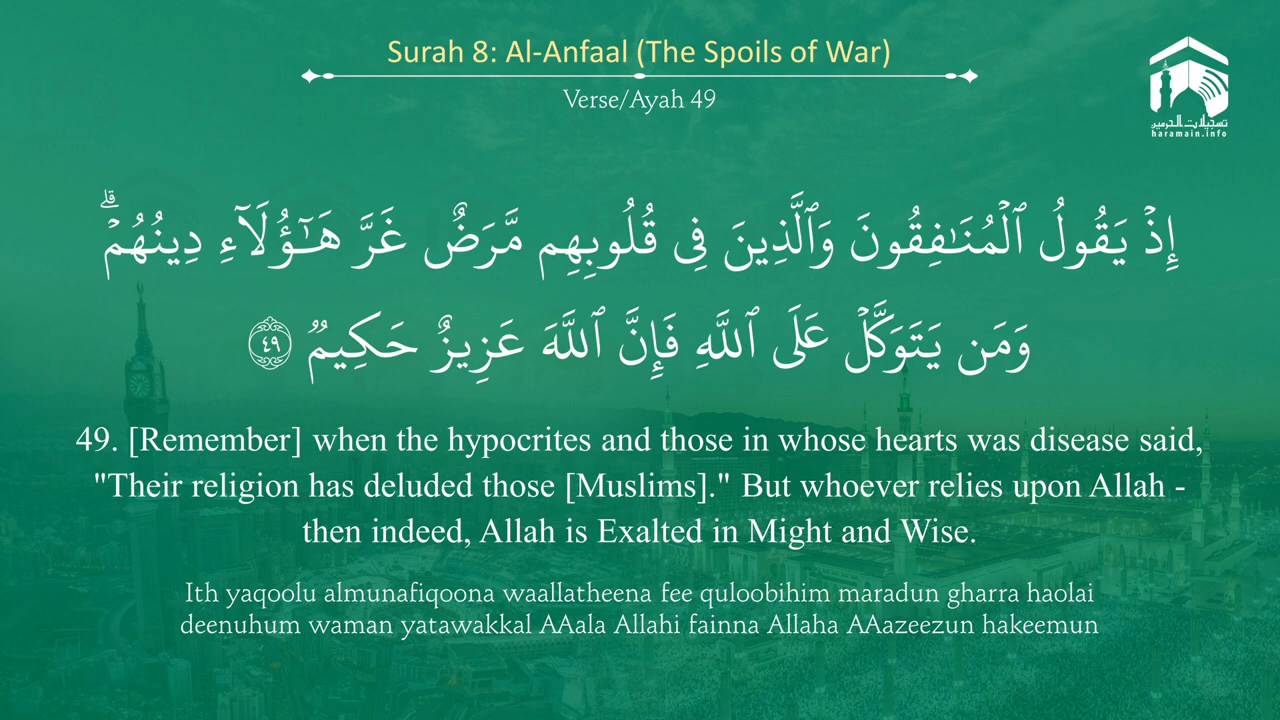 Surah 8: Al-Anfaal (The Spoils of War)
Verse/Ayah 49
تسجيلات الحرمين
haramain.info
إِذْ يَقُولُ ٱلْمُنَـٰفِقُونَ وَٱلَّذِينَ فِى قُلُوبِهِم مَّرَضٌ غَرَّ هَـٰٓؤُلَآءِ دِينُهُمْ ۗ
وَمَن يَتَوَكَّلْ عَلَى ٱللَّهِ فَإِنَّ ٱللَّهَ عَزِيزٌ حَكِيمٌ ٤٩
49. [Remember] when the hypocrites and those in whose hearts was disease said,
"Their religion has deluded those [Muslims]." But whoever relies upon Allah -
then indeed, Allah is Exalted in Might and Wise.
Ith yaqoolu almunafiqoona waallatheena fee quloobihim maradun gharra haolai
deenuhum waman yatawakkal AAala Allahi fainna Allaha AAazeezun hakeemun